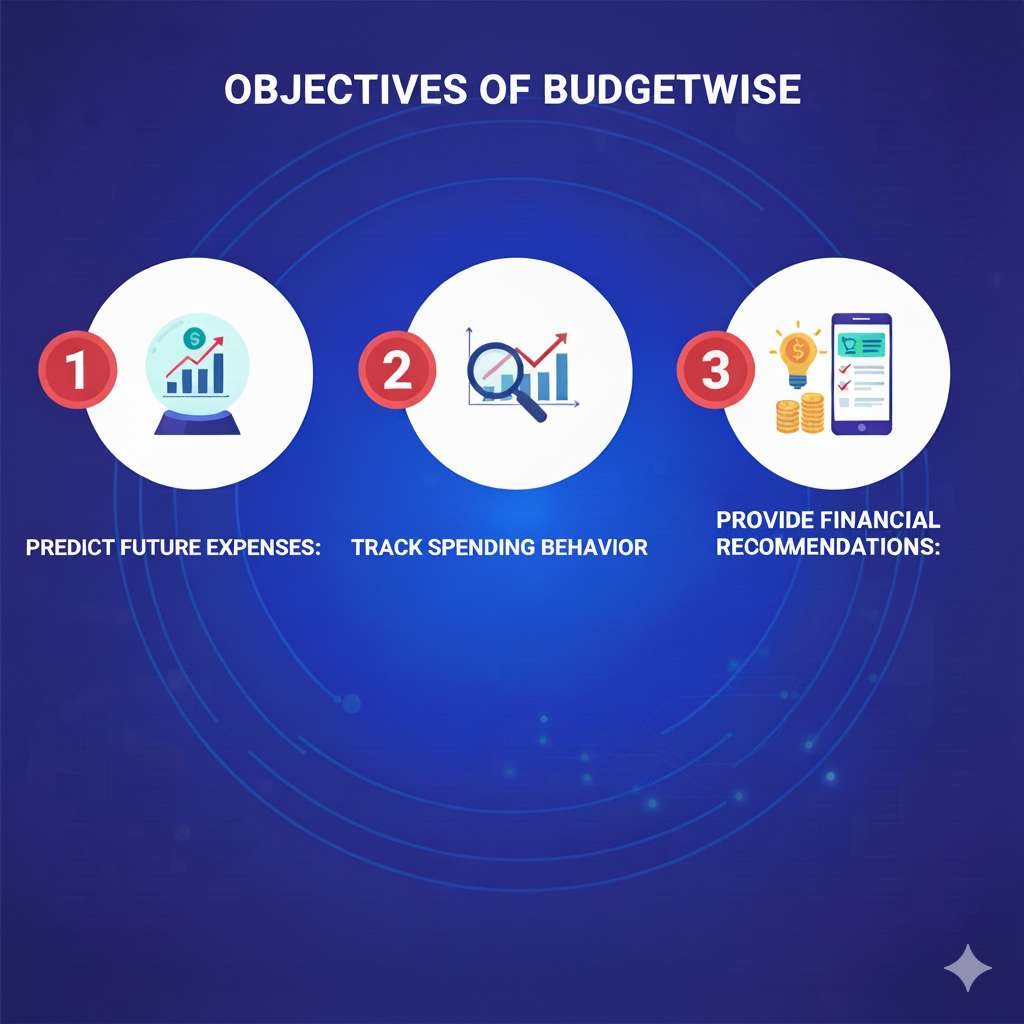 OBJECTIVES OF BUDGETWISE
1
2
3
$
$
PREDICT FUTURE EXPENSES:
TRACK SPENDING BEHAVIOR
PROVIDE FINANCIAL
RECOMMENDATIONS: